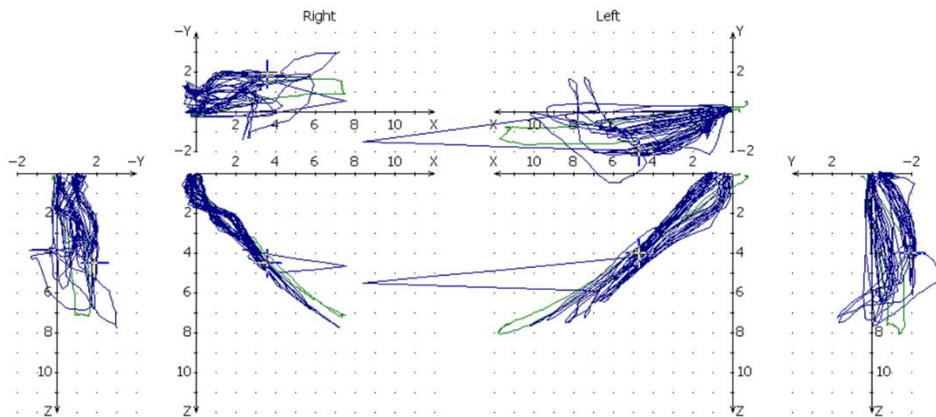 Right Left
−Y Y
2 2
2 4 6 8 10 X X 10 6 4
−2 −2
−2 2 −Y Y 2 −2
2 2 2
4 4 4
6 6 6
8 8 8 8
10 10 10 10
Z Z Z Z